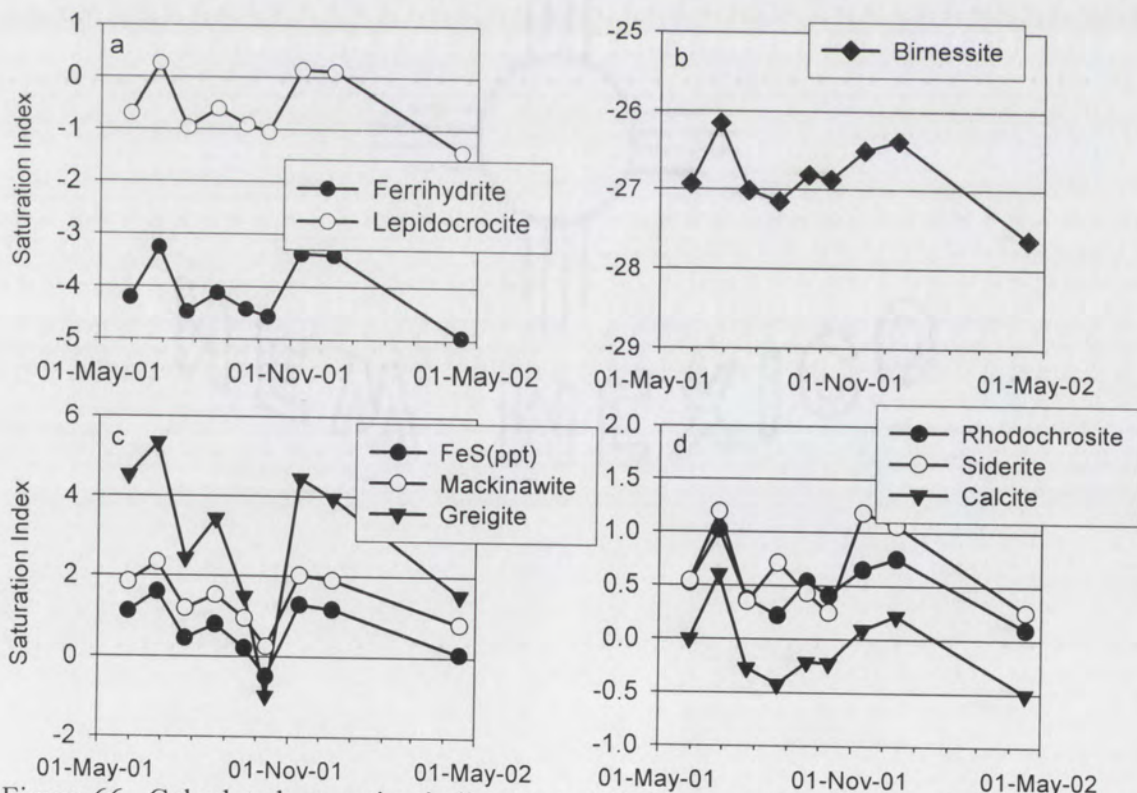 a
1
0
-1
-2
-3
-4
-5
Saturation Index
Ferrihydrite
Lepidocrocite
01-May-01 01-Nov-01 01-May-02
b
-25
-26
-27
-28
-29
Birnessite
01-May-01 01-Nov-01 01-May-02
c
6
4
2
0
-2
Saturation Index
FeS(ppt)
Mackinawite
Greigite
01-May-01 01-Nov-01 01-May-02
d
2.0
1.5
1.0
0.5
0.0
-0.5
-1.0
Rhodochrosite
Siderite
Calcite
01-May-01 01-Nov-01 01-May-02
Figure 66